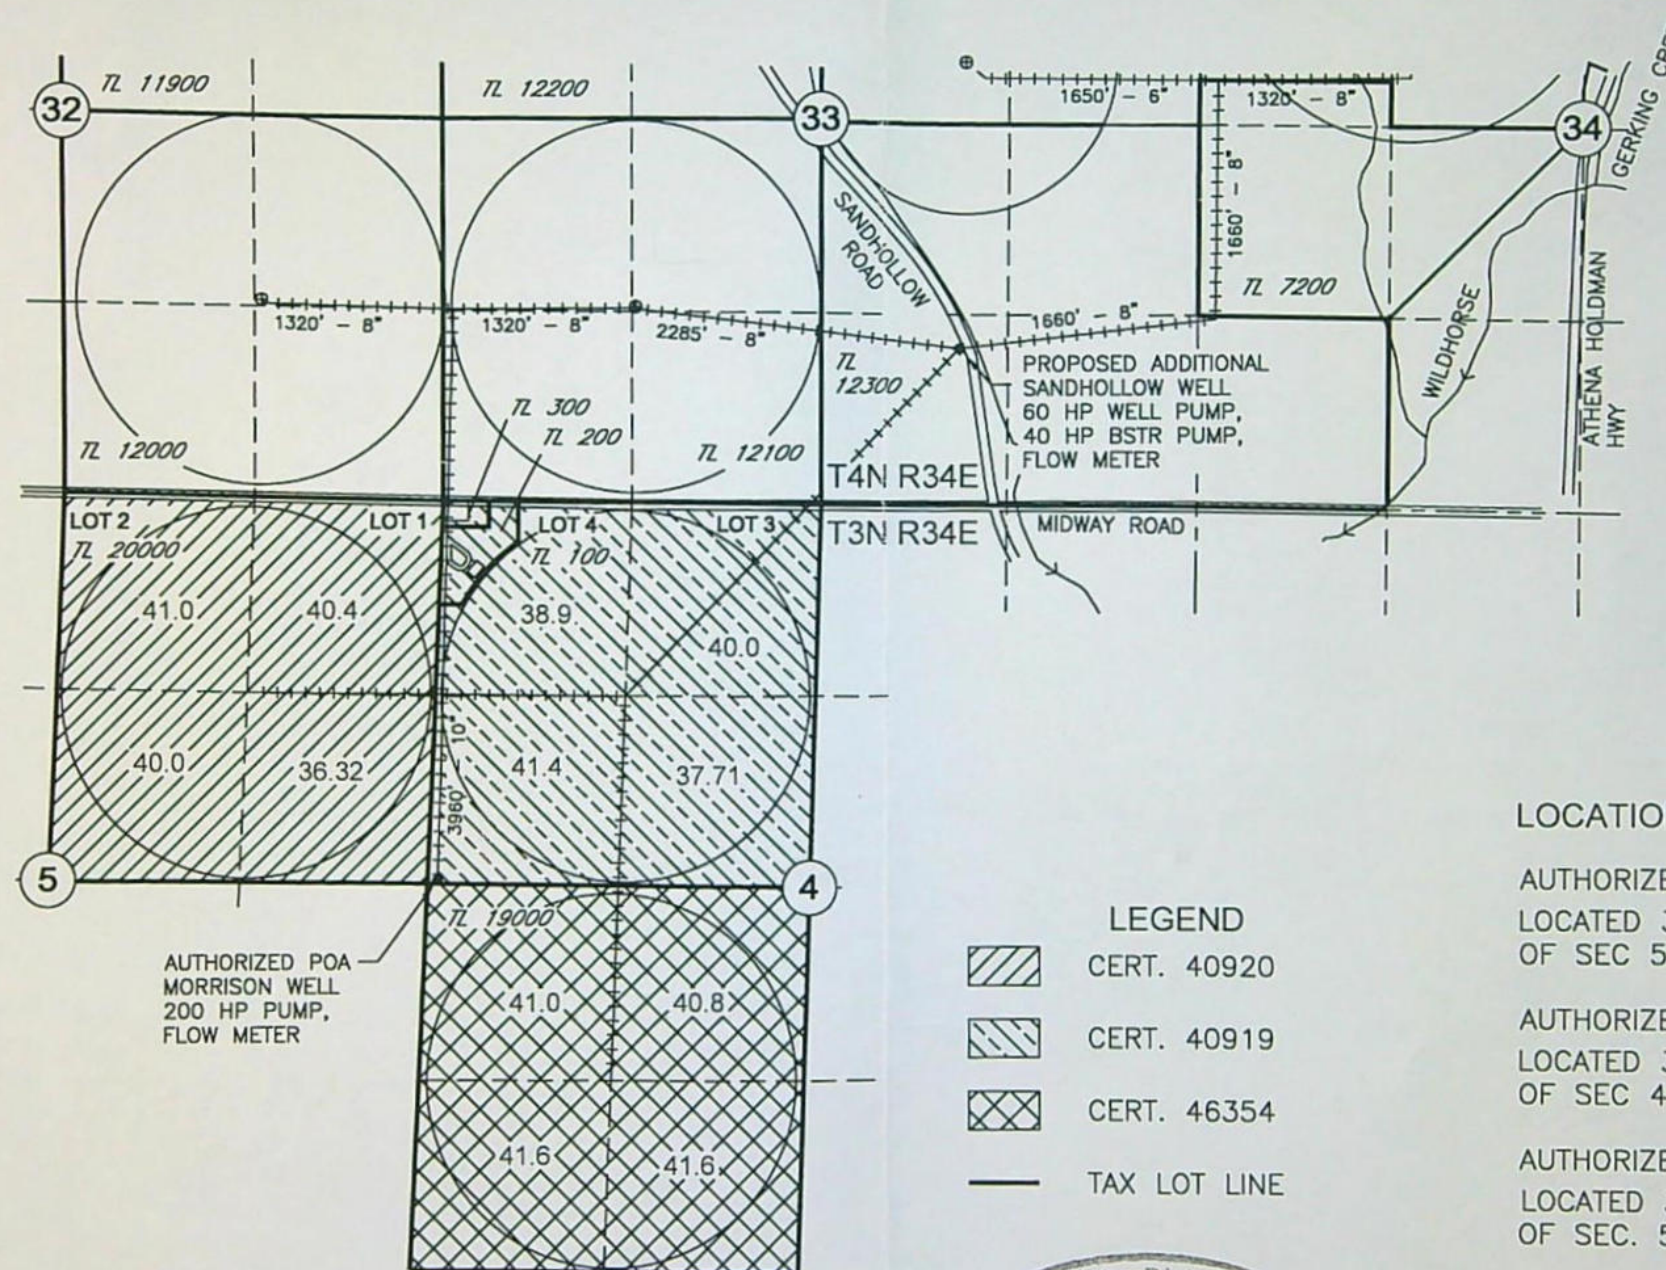 TL 11900
TL 12200
32
33
34
1650' - 6"
1320' - 8"
GERKING
SANDHOLLOW
ROAD
1660' - 8"
TL 7200
1320' - 8"
1320' - 8"
2285' - 8"
1660' - 8"
TL
12300
PROPOSED ADDITIONAL
SANDHOLLOW WELL
60 HP WELL PUMP,
40 HP BSTR PUMP,
FLOW METER
WILDHORSE
ATHENA HOLDMAN
HWY
TL 300
TL 200
TL 12000
TL 12100
T4N R34E
T3N R34E
MIDWAY ROAD
LOT 2
LOT 1
LOT 4
LOT 3
TL 20000
TL 100
41.0
40.4
38.9
40.0
40.0
36.32
41.4
37.71
3960' - 10"
5
4
TL 19000
AUTHORIZED POA
MORRISON WELL
200 HP PUMP,
FLOW METER
41.0
40.8
41.6
41.6
LEGEND
CERT. 40920
CERT. 40919
CERT. 46354
TAX LOT LINE
LOCATIO
AUTHORIZE
LOCATED
OF SEC 5
AUTHORIZE
LOCATED
OF SEC 4
AUTHORIZE
LOCATED
OF SEC. 5